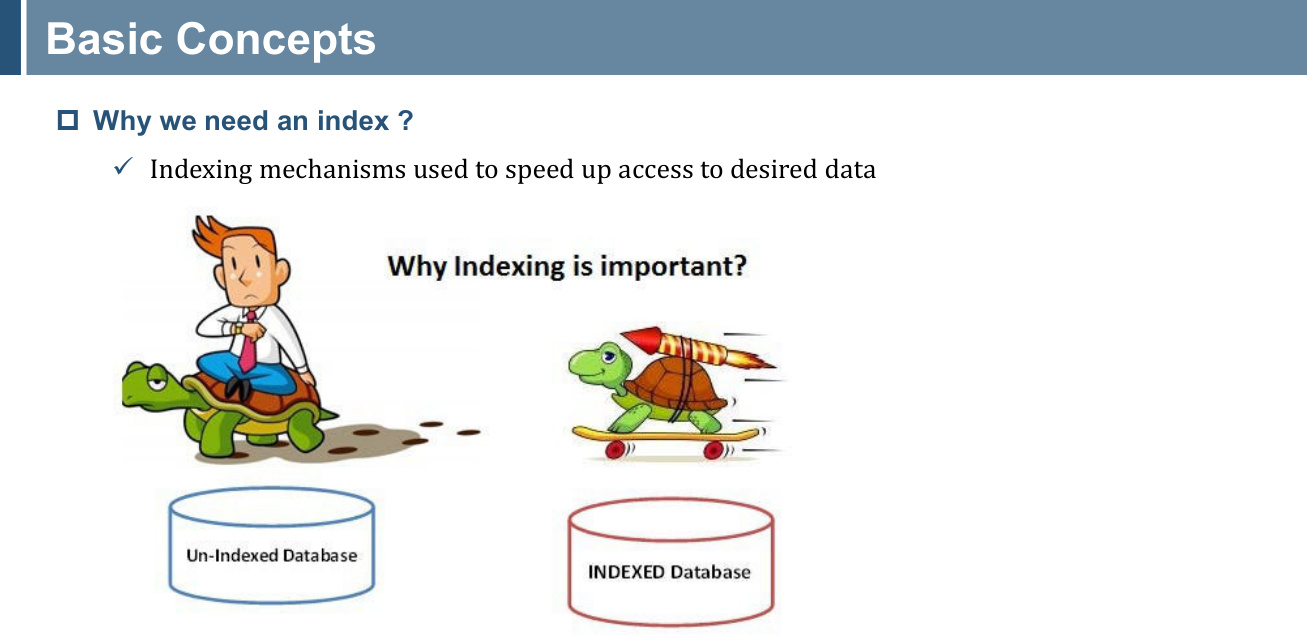 Basic Concepts
Why we need an index ?
Indexing mechanisms used to speed up access to desired data
Why Indexing is important?
Un-Indexed Database
INDEXED Database